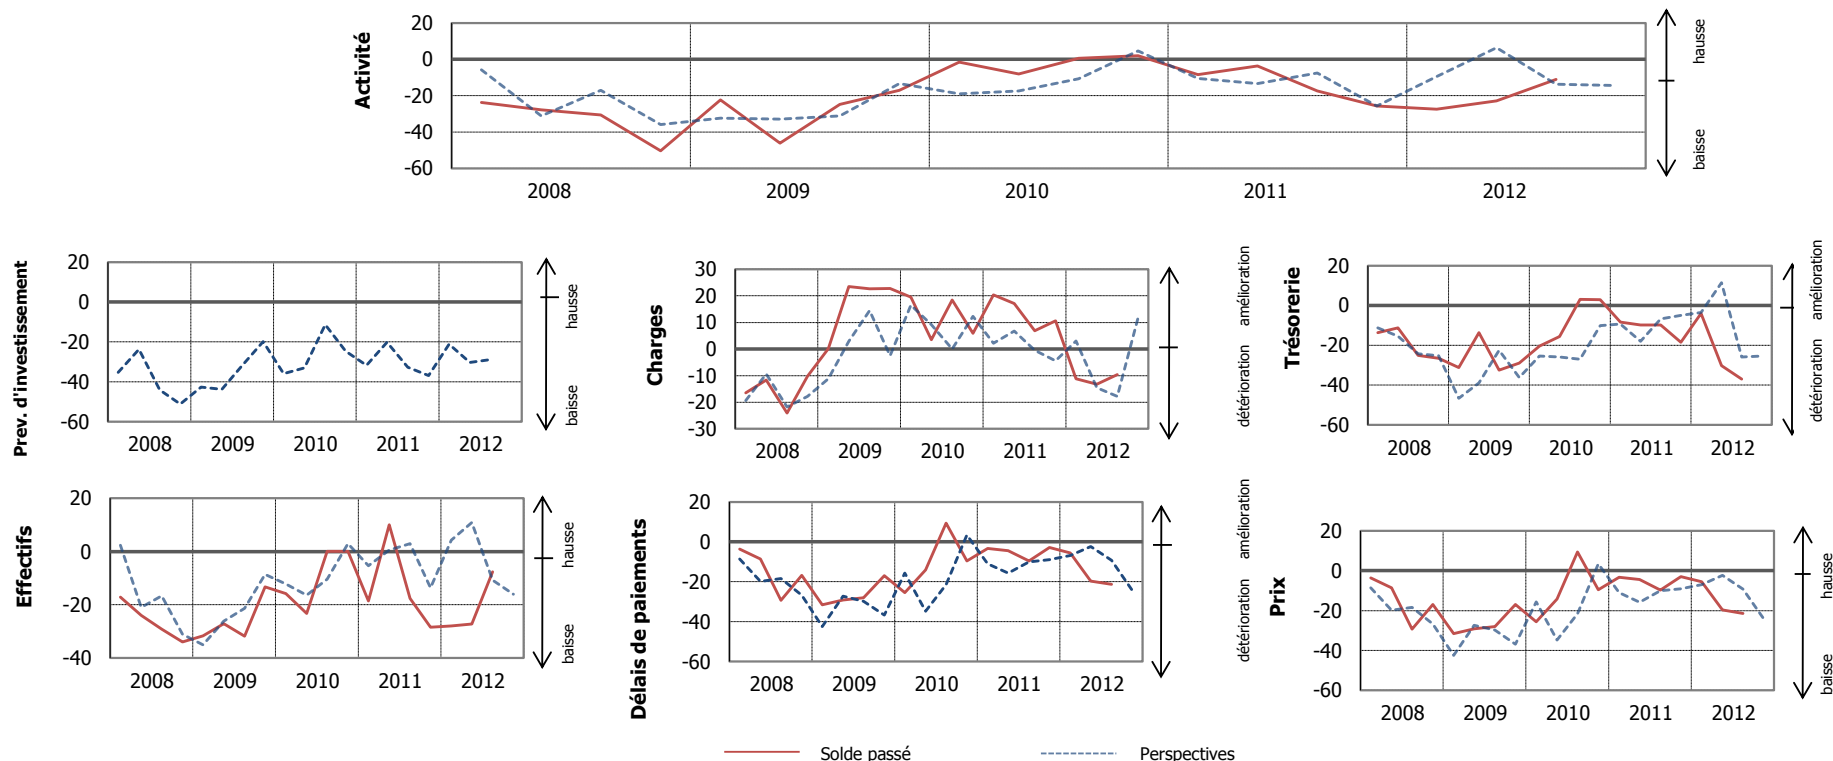 Activité
20
0
-20
-40
-60
2008 2009 2010 2011 2012
hausse
baisse
Prev. d'investissement
20
0
-20
-40
-60
2008 2009 2010 2011 2012
hausse
baisse
Charges
30
20
10
0
-10
-20
-30
2008 2009 2010 2011 2012
amélioration
détérioration
Trésorerie
20
0
-20
-40
-60
2008 2009 2010 2011 2012
amélioration
détérioration
Effectifs
20
0
-20
-40
2008 2009 2010 2011 2012
hausse
baisse
Délais de paiements
20
0
-20
-40
-60
2008 2009 2010 2011 2012
amélioration
détérioration
Prix
20
0
-20
-40
-60
2008 2009 2010 2011 2012
hausse
baisse
Solde passé Perspectives